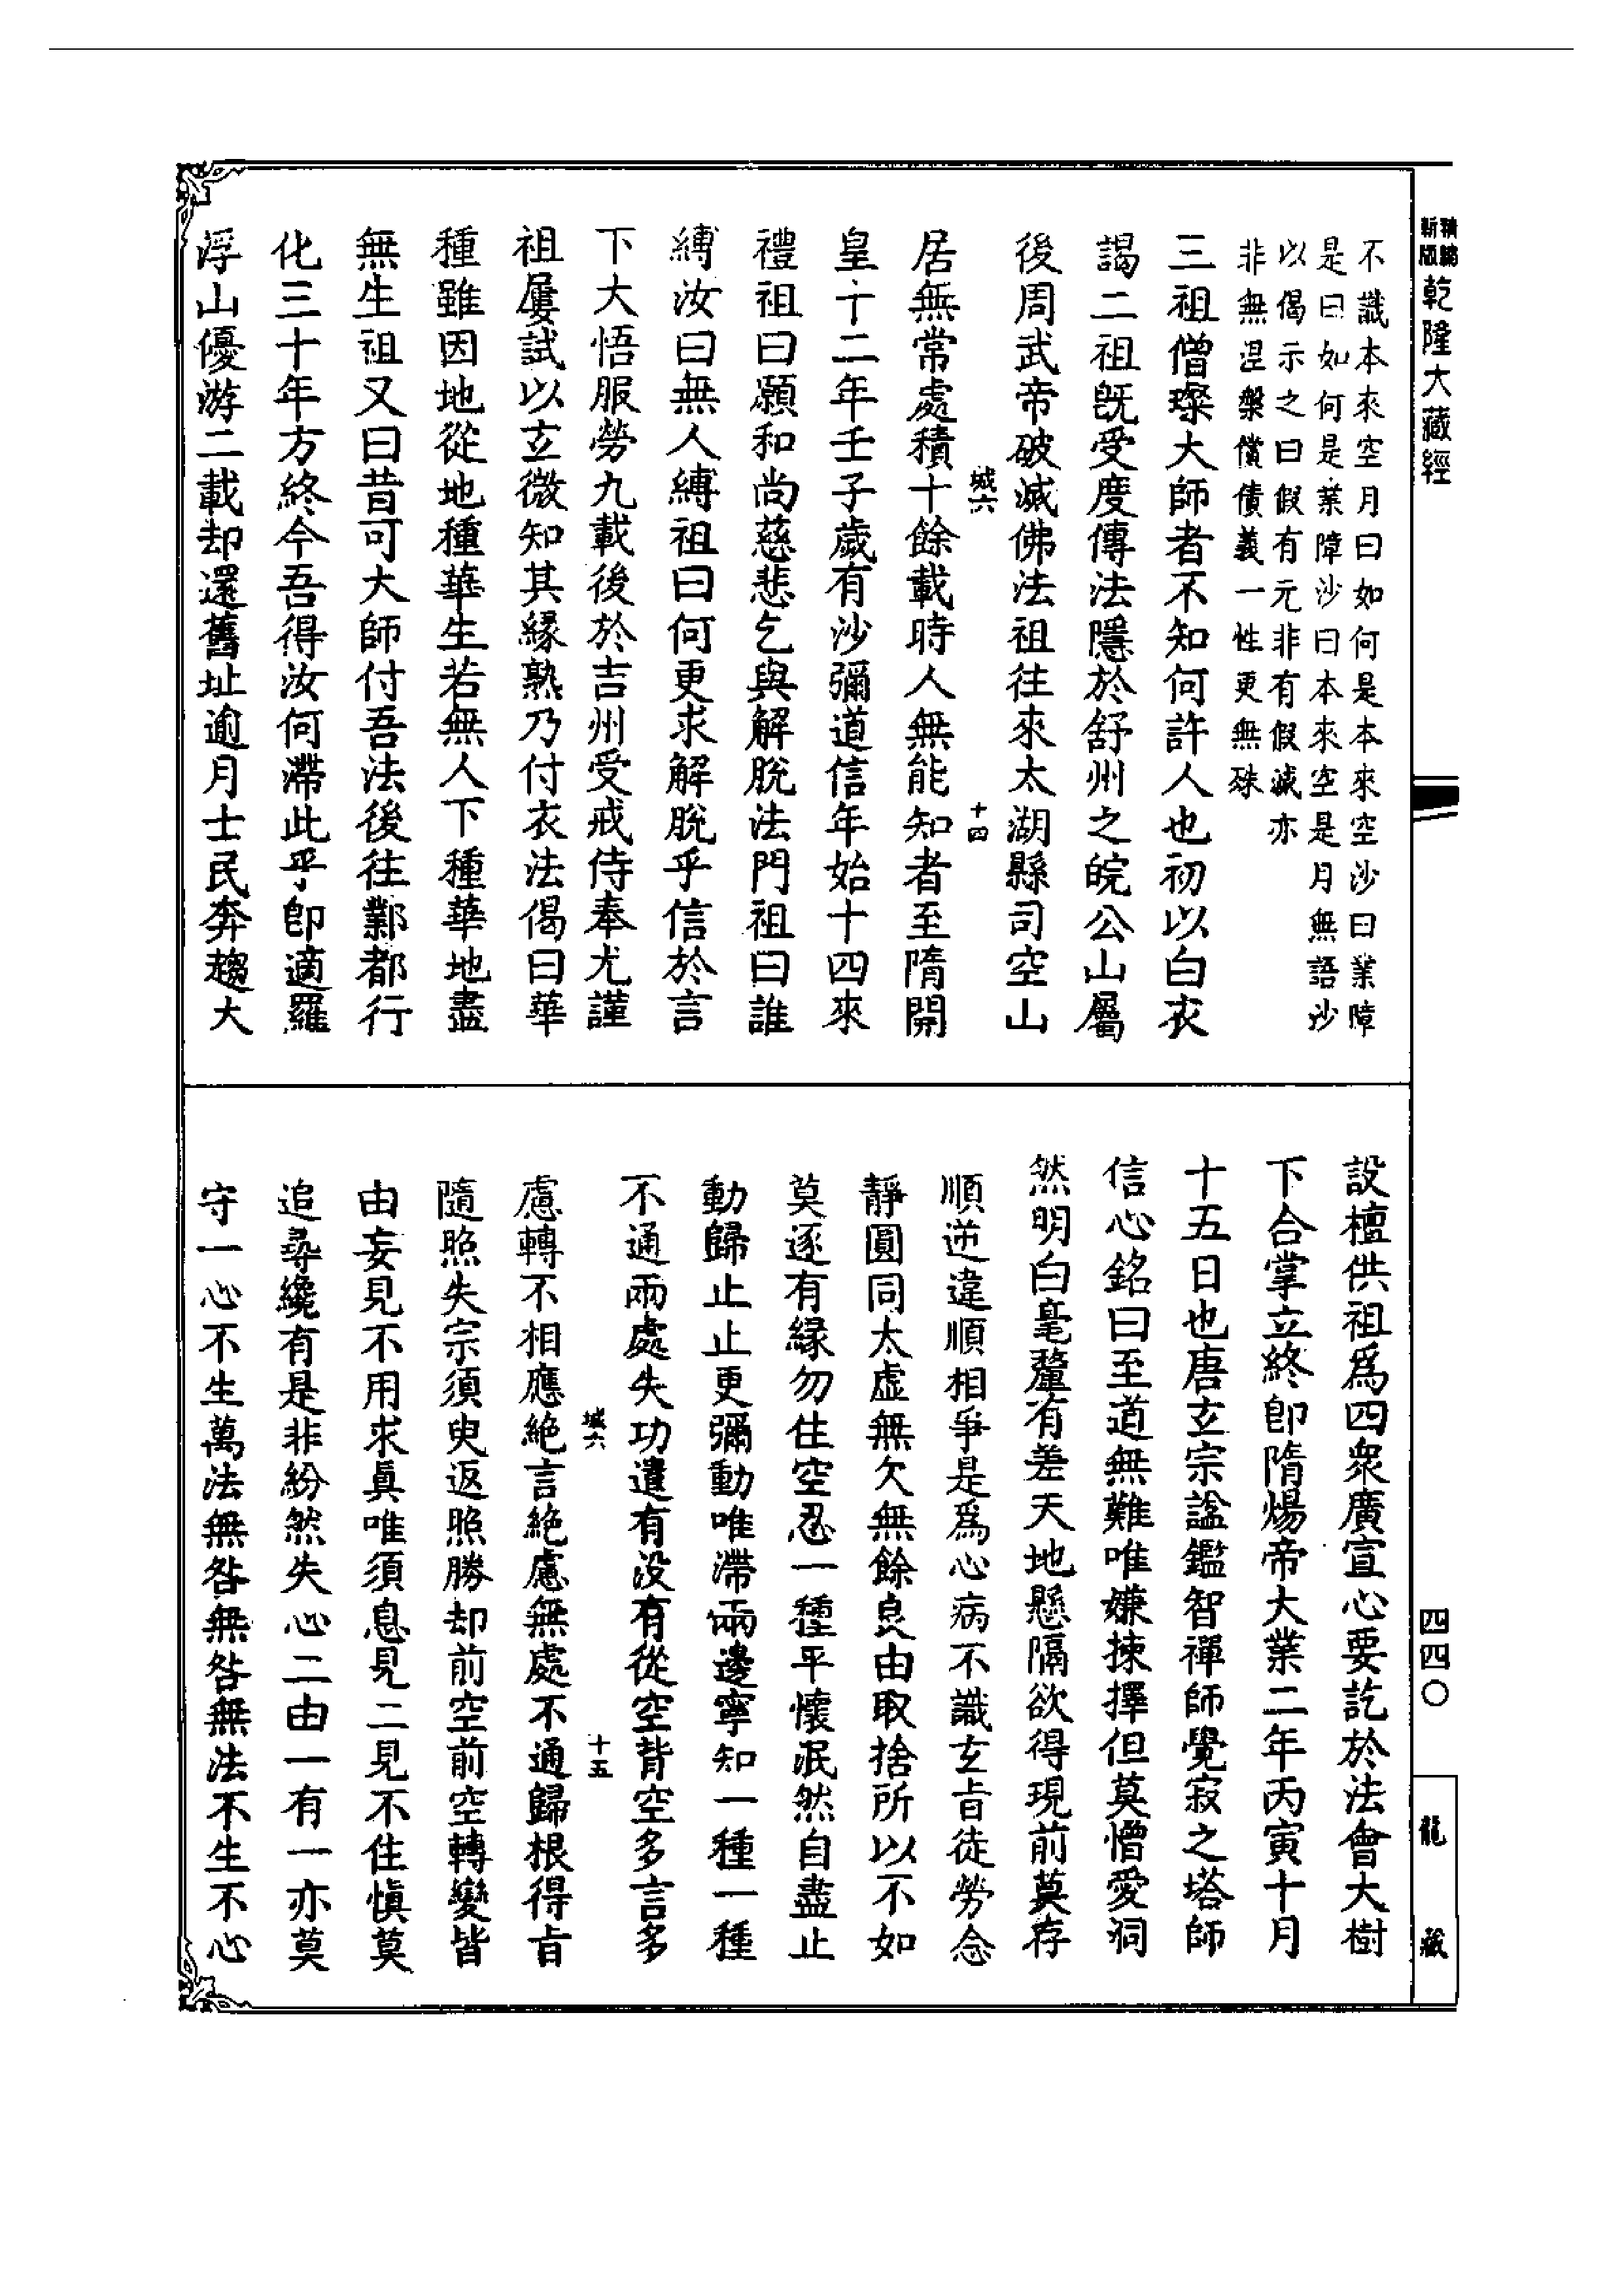 精編
新版
乾隆大藏經
不識本來空月曰如何是本來空沙曰業障
是曰如何是業障沙曰本來空是月無語沙
以偈示之曰假有元非有假滅亦
非無涅槃償債義一性更無殊
三祖僧璨大師者不知何許人也初以白衣
謁二祖既受度傳法隱於舒州之皖公山屬
後周武帝破滅佛法祖往來太湖縣司空山
城六
十四
居無常處積十餘載時人無能知者至隋開
皇十二年壬子歲有沙彌道信年始十四來
禮祖曰願和尚慈悲乞與解脫法門祖曰誰
縛汝曰無人縛祖曰何更求解脫乎信於言
下大悟服勞九載後於吉州受戒侍奉尤謹
祖屢試以玄微知其緣熟乃付衣法偈曰華
種雖因地從地種華生若無人下種華地盡
無生祖又曰昔可大師付吾法後往鄴都行
化三十年方終今吾得汝何滯此乎卽適羅
浮山優游二載却還舊址逾月士民奔趨大
設檀供祖爲四衆廣宣心要訖於法會大樹
下合掌立終卽隋煬帝大業二年丙寅十月
十五日也唐玄宗謚鑑智禪師覺寂之塔師
信心銘曰至道無難唯嫌揀擇但莫憎愛洞
然明白毫釐有差天地懸隔欲得現前莫存
順逆違順相爭是爲心病不識玄旨徒勞念
靜圓同太虛無欠無餘良由取捨所以不如
莫逐有緣勿住空忍一種平懷泯然自盡止
動歸止止更彌動唯滯兩邊寧知一種一種
不通兩處失功遣有沒有從空背空多言多
城六
十五
慮轉不相應絕言絕慮無處不通歸根得旨
隨照失宗須臾返照勝却前空前空轉變皆
由妄見不用求眞唯須息見二見不住愼莫
追尋纔有是非紛然失心二由一有一亦莫
守一心不生萬法無咎無咎無法不生不心
四四〇
龍藏